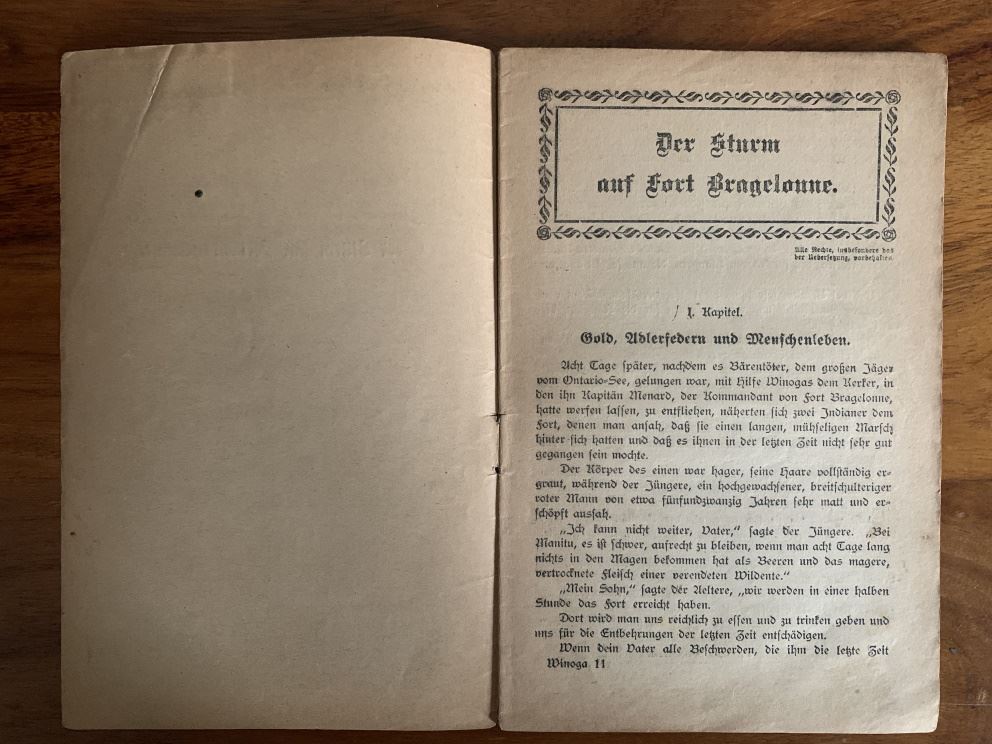 Der Sturm
auf Fort Bragelonne.
Alle Rechte, insbesondere das
der Uebersetzung, vorbehalten.
1. Kapitel.
Gold, Adlerfedern und Menschenleben.
Acht Tage später, nachdem es Bärentöter, dem großen Jäger
vom Ontario-See, gelungen war, mit Hilfe Winogas dem Kerker, in
den ihn Kapitän Menard, der Kommandant von Fort Bragelonne,
hatte werfen lassen, zu entfliehen, näherten sich zwei Indianer dem
Fort, denen man ansah, daß sie einen langen, mühseligen Marsch
hinter sich hatten und daß es ihnen in der letzten Zeit nicht sehr gut
gegangen sein mochte.
Der Körper des einen war hager, seine Haare vollständig er-
graut, während der Jüngere, ein hochgewachsener, breitschulteriger
roter Mann von etwa fünfundzwanzig Jahren sehr matt und er-
schöpft aussah.
„Ich kann nicht weiter, Vater,“ sagte der Jüngere. „Bei
Manitu, es ist schwer, aufrecht zu bleiben, wenn man acht Tage lang
nichts in den Magen bekommen hat als Beeren und das magere,
vertrocknete Fleisch einer verendeten Wildente.“
„Mein Sohn,“ sagte der Aeltere, „wir werden in einer halben
Stunde das Fort erreicht haben.
Dort wird man uns reichlich zu essen und zu trinken geben und
uns für die Entbehrungen der letzten Zeit entschädigen.
Wenn dein Vater alle Beschwerden, die ihm die letzte Zeit
Winoga 11